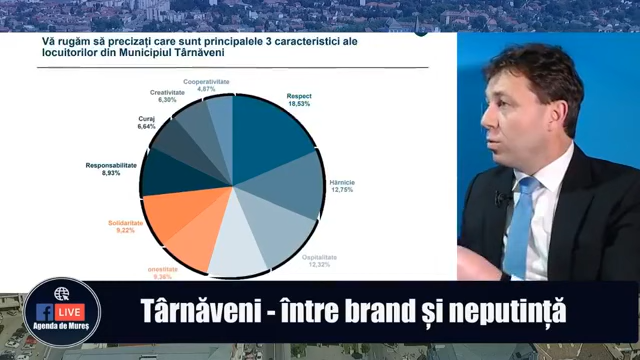 Vă rugăm să precizați care sunt principalele 3 caracteristici ale
locuitorilor din Municipiul Târnăveni
Cooperativitate
4,87%
Creativitate
6,30%
Curaj
6,64%
Responsabilitate
8,93%
Solidaritate
9,22%
onestitate
9,36%
Respect
18,53%
Hărnicie
12,75%
Ospitalitate
12,32%
LIVE
Agenda de Mureș
Târnăveni - între brand și neputință